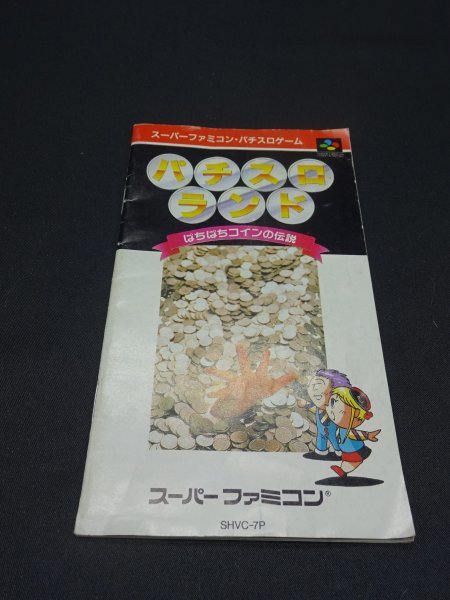 スーパーファミコン・パチスロゲーム
パチスロ
ランド
ぱちぱちコインの伝説
スーパーファミコン®
SHVC-7P